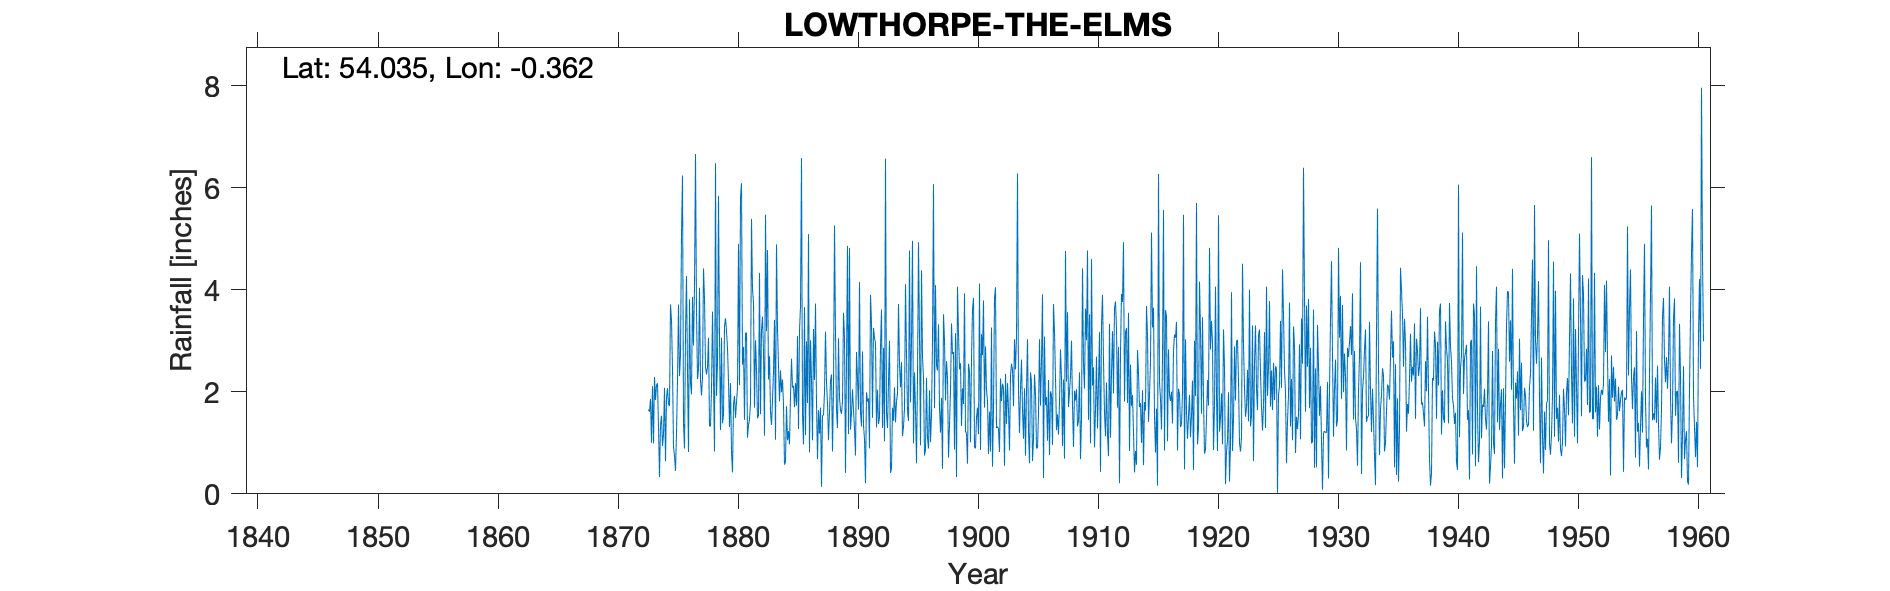 LOWTHORPE-THE-ELMS
Lat: 54.035, Lon: -0.362
Rainfall [inches]
8
6
4
2
0
1840 1850 1860 1870 1880 1890 1900 1910 1920 1930 1940 1950 1960
Year